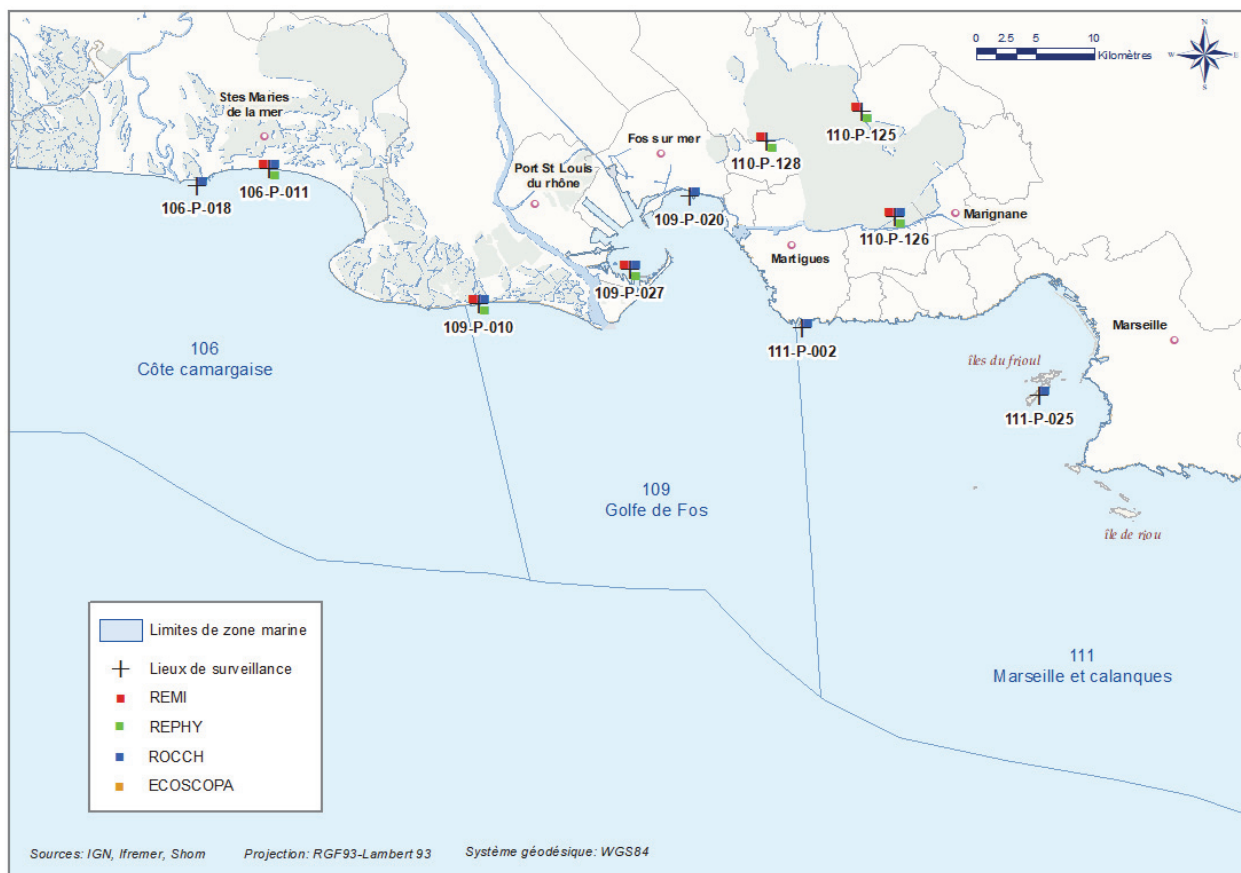 0 2.5 5 10
Kilomètres
N
W E
S
Stes Maries
de la mer
106-P-018
106-P-011
Port St Louis
du rhône
Fos sur mer
109-P-020
110-P-128
110-P-125
110-P-126
Marignane
Martigues
109-P-027
109-P-010
111-P-002
Marseille
îles du frioul
111-P-025
106
Côte camargaise
109
Golfe de Fos
île de riou
111
Marseille et calanques
Limites de zone marine
Lieux de surveillance
REMI
REPHY
ROCCH
ECOSCOPA
Sources: IGN, Ifremer, Shom Projection: RGF93-Lambert 93 Système géodésique: WGS84